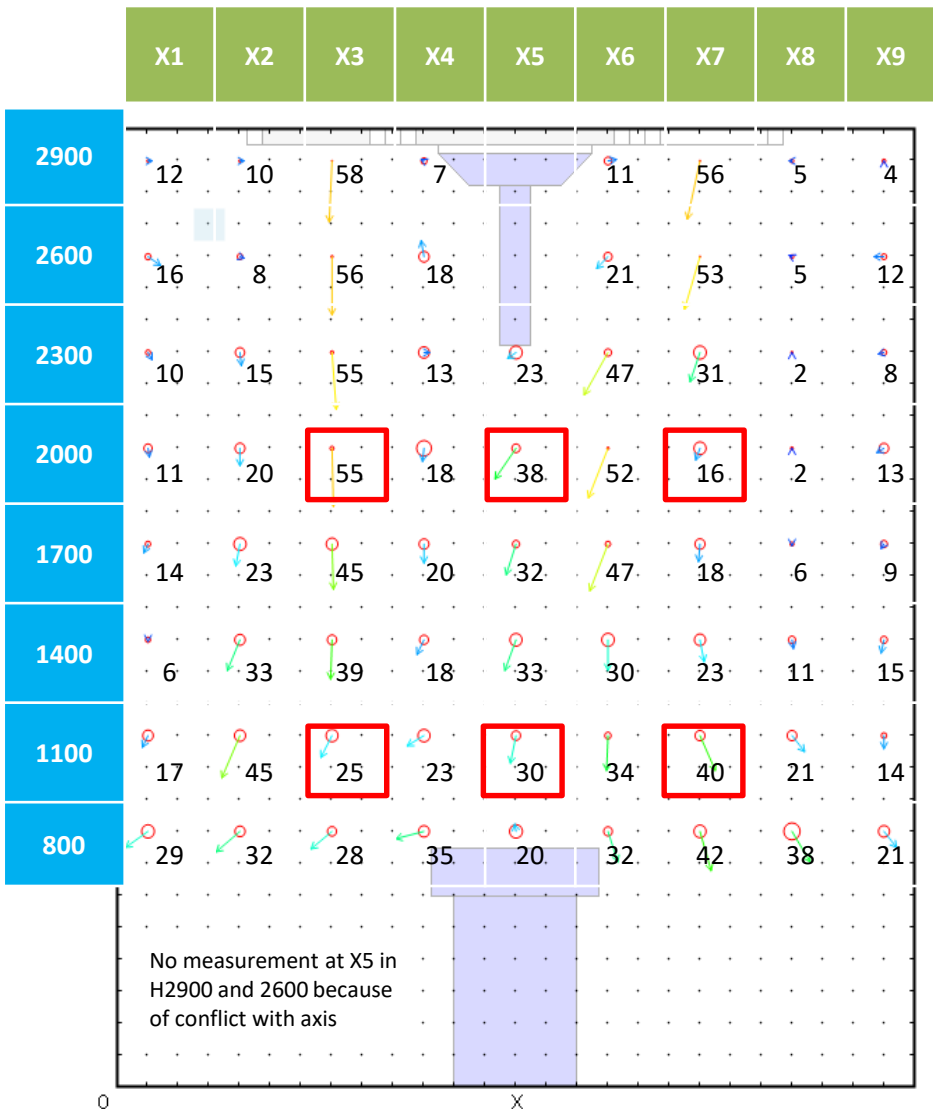 X1 X2 X3 X4 X5 X6 X7 X8 X9
2900 12 10 58 7 11 56 5 4
2600 16 8 56 18 21 53 5 12
2300 10 15 55 13 23 47 31 2 8
2000 11 20 55 18 38 52 16 2 13
1700 14 23 45 20 32 47 18 6 9
1400 6 33 39 18 33 30 23 11 15
1100 17 45 25 23 30 34 40 21 14
800 29 32 28 35 20 32 42 38 21
No measurement at X5 in
H2900 and 2600 because
of conflict with axis
O X